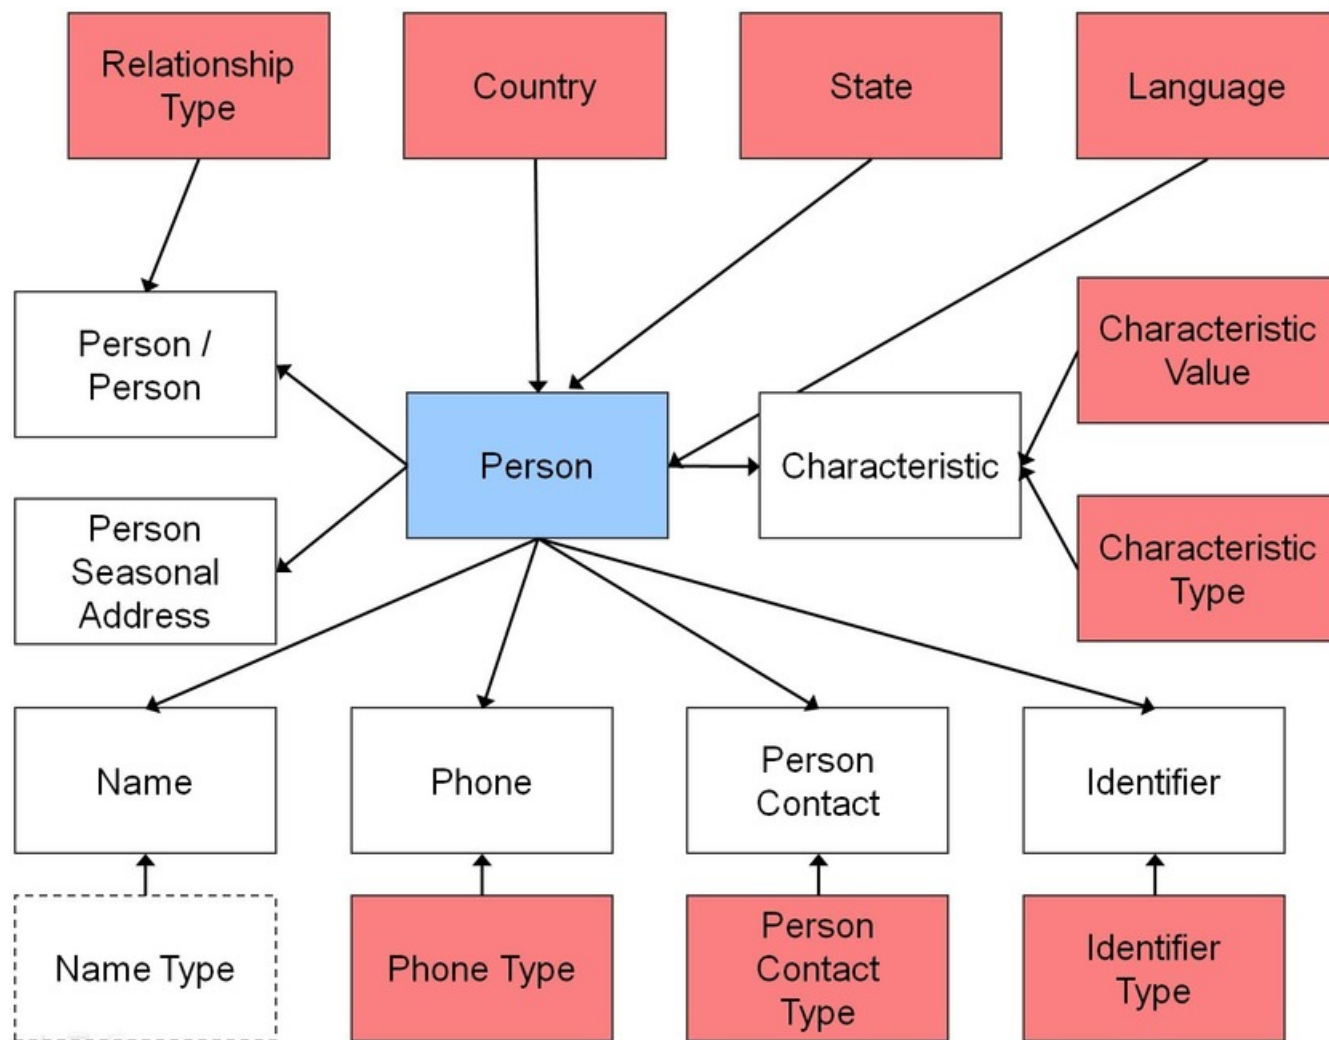 Relationship
Type
Country
State
Language
Person /
Person
Characteristic
Value
Person
Characteristic
Person
Seasonal
Address
Characteristic
Type
Name
Phone
Person
Contact
Identifier
Name Type
Phone Type
Person
Contact
Type
Identifier
Type